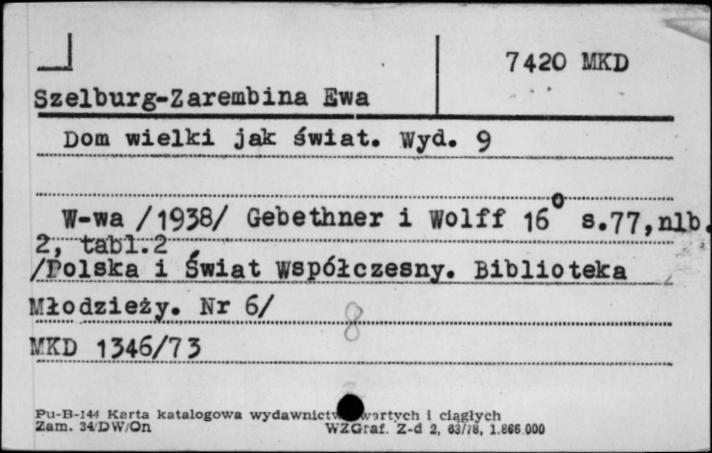 7420 MKD
Szelburg-Zarembina Ewa
Dom wielki jak świat. Wyd. 9
W-wa /1938/ Gebethner i Wolff 16° s.77,nlb.
2, tabl.2
/Polska i Świat Współczesny. Biblioteka
Młodzieży. Nr 6/
8
MKD 1346/73
Pu-B-144 Karta katalogowa wydawnictw zwartych i ciągłych
Zam. 34/DW/On WZGraf. Z-d 2, 63/78, 1.866.000